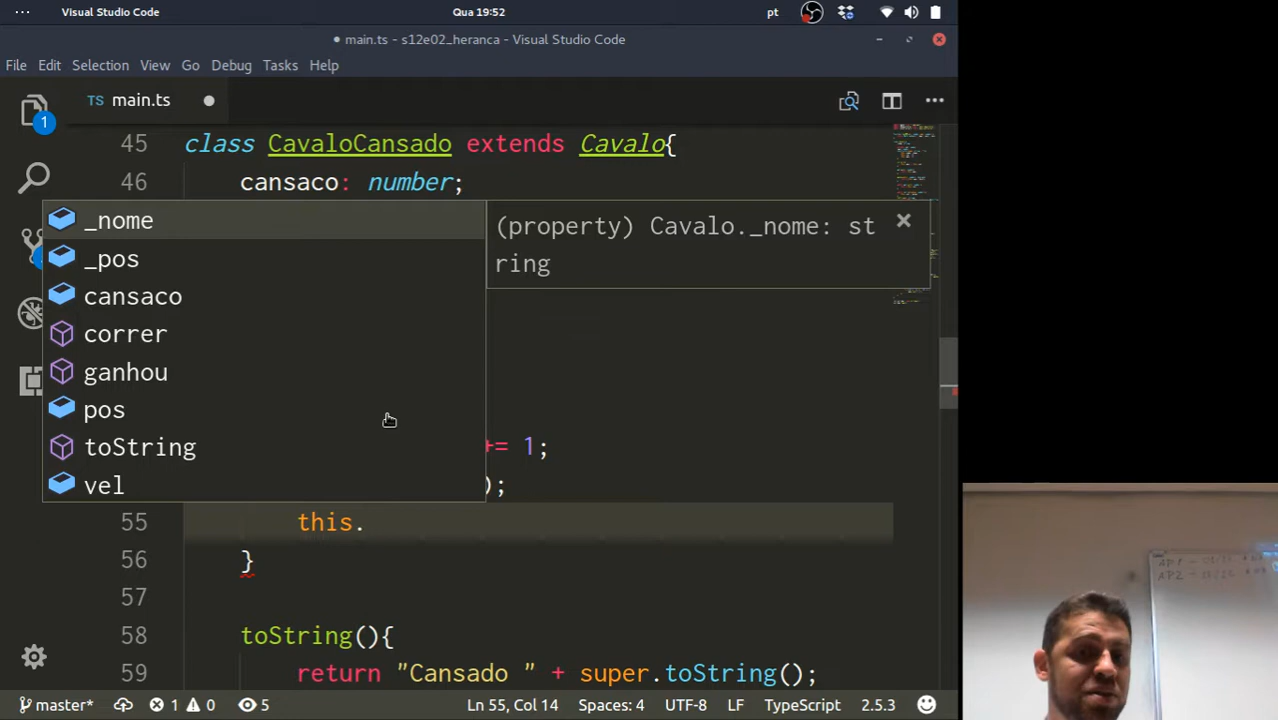 Visual Studio Code
Qua 19:52
pt
main.ts - s12e02_heranca - Visual Studio Code
File Edit Selection View Go Debug Tasks Help
TS main.ts
1
45 class CavaloCansado extends Cavalo{
46 cansaco: number;
_nome
(property) Cavalo._nome: st
ring
_pos
cansaco
correr
ganhou
pos
toString
+= 1;
vel
);
55 this.
56 }
57
58 toString(){
59 return "Cansado " + super.toString();
master* 1 0 5 Ln 55, Col 14 Spaces: 4 UTF-8 LF TypeScript 2.5.3